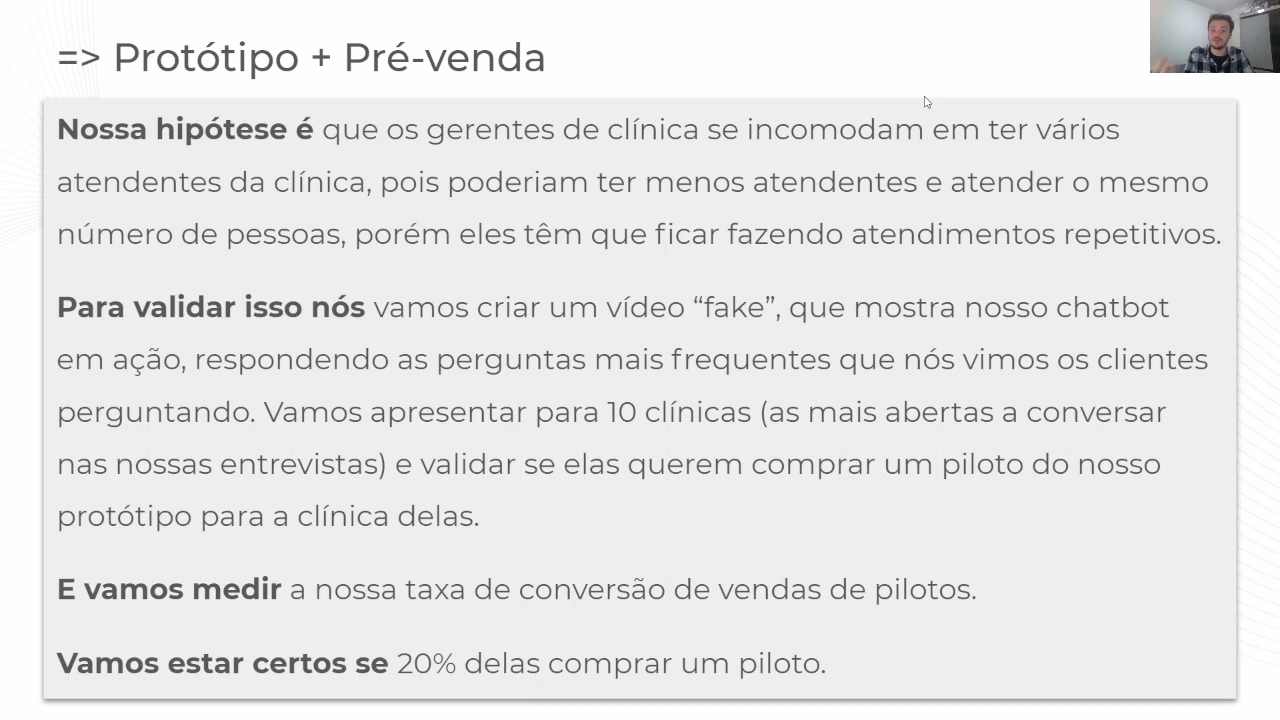 => Protótipo + Pré-venda
Nossa hipótese é que os gerentes de clínica se incomodam em ter vários
atendentes da clínica, pois poderiam ter menos atendentes e atender o mesmo
número de pessoas, porém eles têm que ficar fazendo atendimentos repetitivos.
Para validar isso nós vamos criar um vídeo “fake”, que mostra nosso chatbot
em ação, respondendo as perguntas mais frequentes que nós vimos os clientes
perguntando. Vamos apresentar para 10 clínicas (as mais abertas a conversar
nas nossas entrevistas) e validar se elas querem comprar um piloto do nosso
protótipo para a clínica delas.
E vamos medir a nossa taxa de conversão de vendas de pilotos.
Vamos estar certos se 20% delas comprar um piloto.